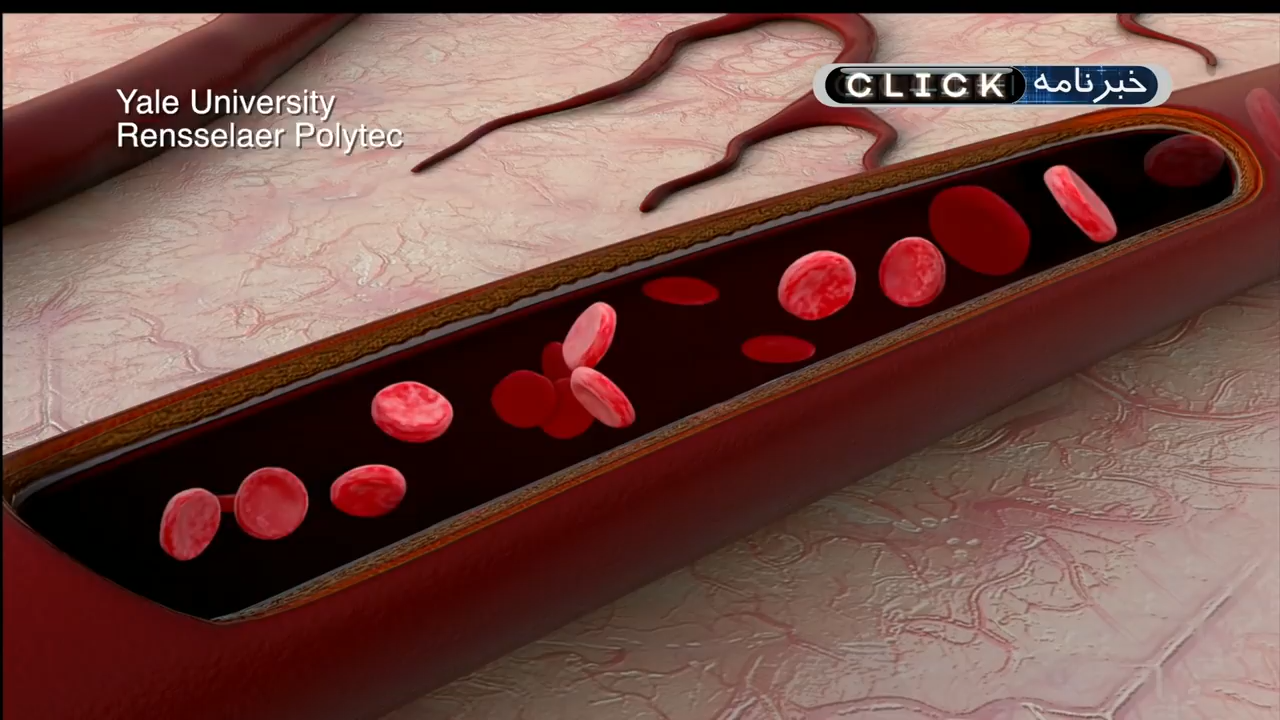 Yale University
Rensselaer Polytec
CLICK خبرنامه